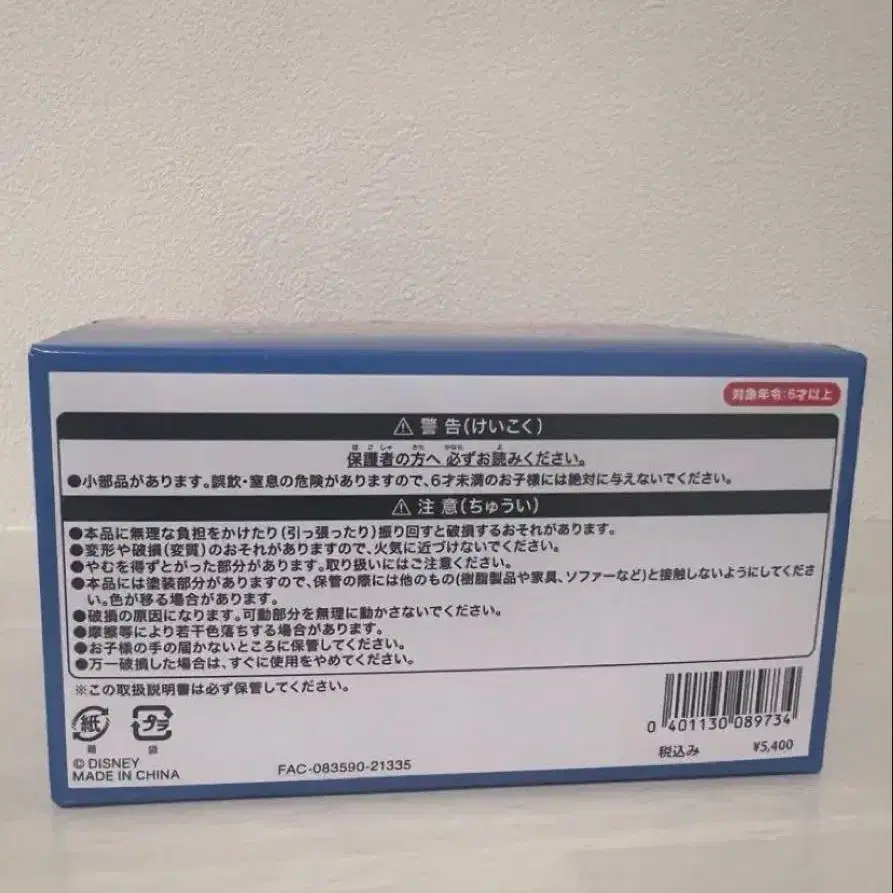 対象年令:6才以上
⚠ 警 告(けいこく)
ほごしゃ かた かなら よ
保護者の方へ 必ずお読みください。
●小部品があります。誤飲・窒息の危険がありますので、6才未満のお子様には絶対に与えないでください。
⚠ 注 意(ちゅうい)
●本品に無理な負担をかけたり(引っ張ったり)振り回すと破損するおそれがあります。
●変形や破損(変質)のおそれがありますので、火気に近づけないでください。
●やむを得ずとがった部分があります。取り扱いにはご注意ください。
●本品には塗装部分がありますので、保管の際には他のもの(樹脂製品や家具、ソファーなど)と接触しないようにしてくださ
い。色が移る場合があります。
●破損の原因になります。可動部分を無理に動かさないでください。
●摩擦等により若干色落ちする場合があります。
●お子様の手の届かないところに保管してください。
●万一破損した場合は、すぐに使用をやめてください。
※この取扱説明書は必ず保管してください。
紙 プラ
箱 袋
0 401130 089734
税込み ¥5,400
© DISNEY
MADE IN CHINA
FAC-083590-21335